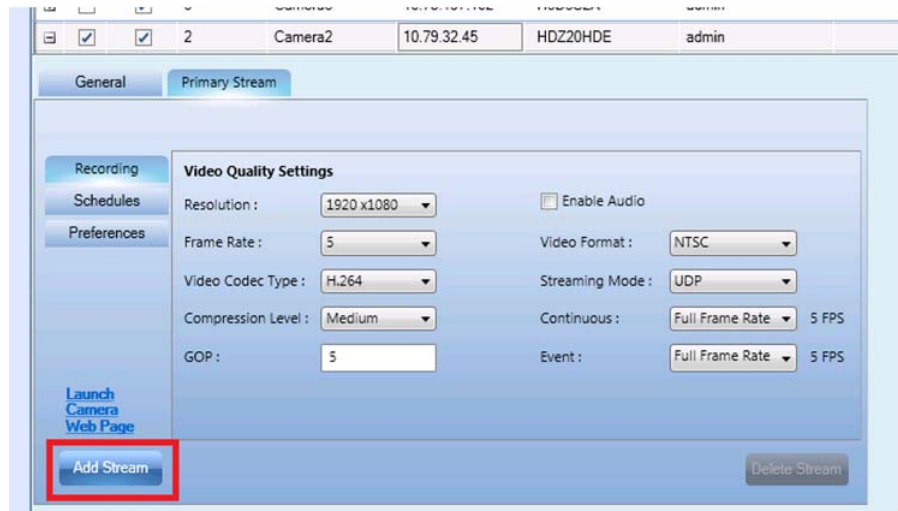 2 Camera2 10.79.32.45 HDZ20HDE admin
General Primary Stream
Recording
Schedules
Preferences
Launch
Camera
Web Page
Add Stream
Video Quality Settings
Resolution : 1920 x1080
Frame Rate : 5
Video Codec Type : H.264
Compression Level : Medium
GOP : 5
Enable Audio
Video Format : NTSC
Streaming Mode : UDP
Continuous : Full Frame Rate 5 FPS
Event : Full Frame Rate 5 FPS
Delete Stream